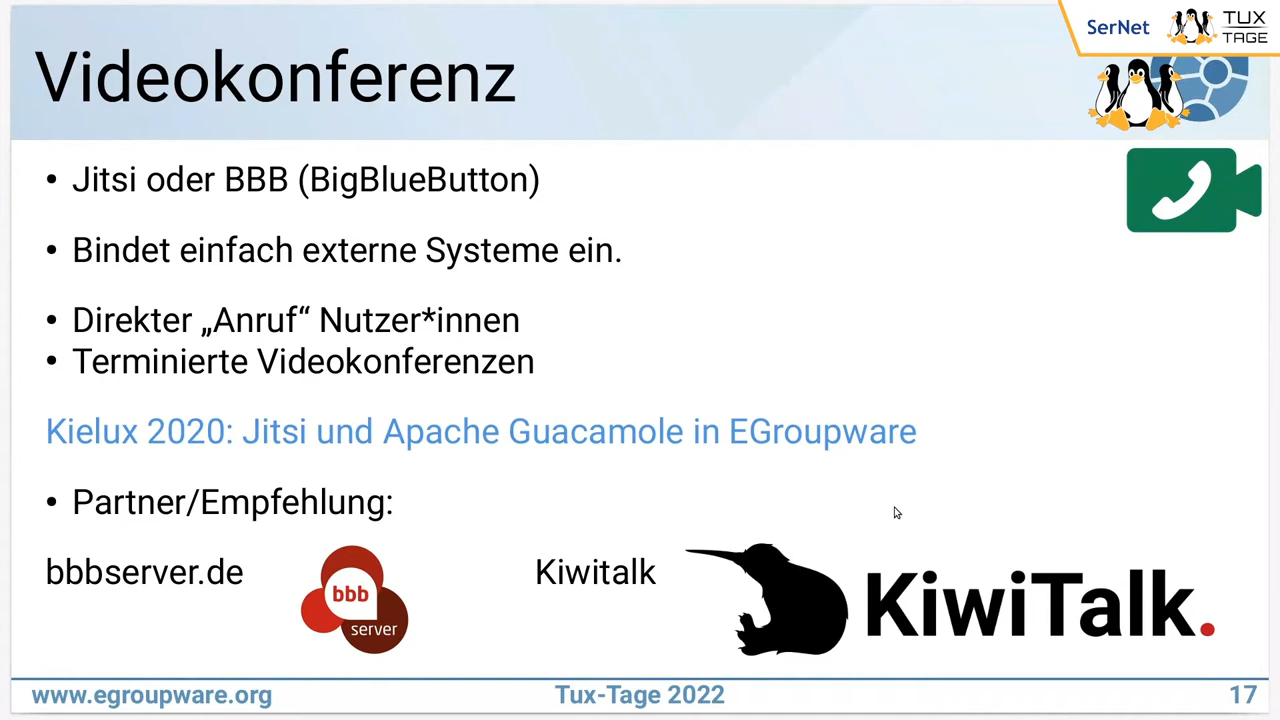 SerNet
TUX
TAGE
Videokonferenz
• Jitsi oder BBB (BigBlueButton)
• Bindet einfach externe Systeme ein.
• Direkter „Anruf“ Nutzer*innen
• Terminierte Videokonferenzen
Kielux 2020: Jitsi und Apache Guacamole in EGroupware
• Partner/Empfehlung:
bbbserver.de
bbb
server
Kiwitalk
KiwiTalk.
www.egroupware.org
Tux-Tage 2022
17